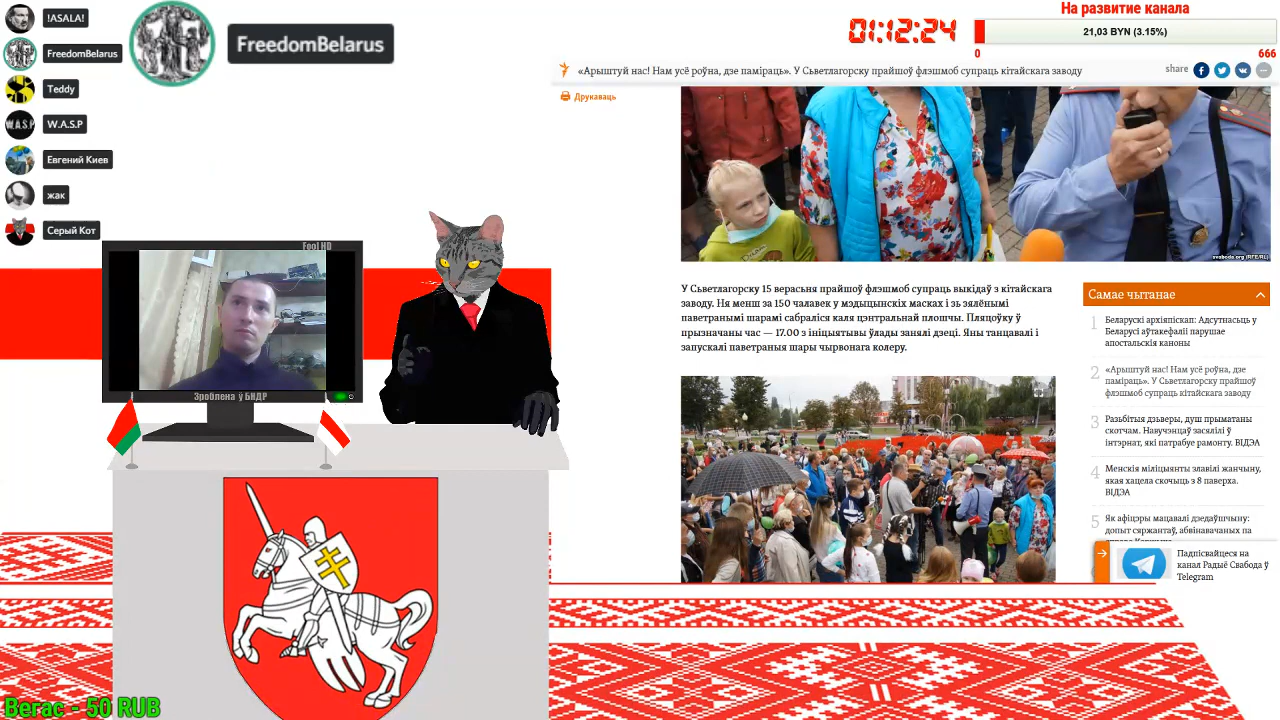 !ASALA!
FreedomBelarus
FreedomBelarus
Teddy
W.A.S.P
W.A.S.P
Евгений Киев
жак
Серый Кот
01:12:24
На развитие канала
21,03 BYN (3.15%)
0
666
«Арыштуй нас! Нам усё роўна, дзе паміраць». У Сьветлагорску прайшоў флэшмоб супраць кітайскага заводу
share
Друкаваць
svaboda.org (RFE/RL)
У Сьветлагорску 15 верасьня прайшоў флэшмоб супраць выкідаў з кітайскага
заводу. Ня менш за 150 чалавек у мэдыцынскіх масках і зь зялёнымі
паветранымі шарамі сабраліся каля цэнтральнай плошчы. Пляцоўку ў
прызначаны час — 17.00 з ініцыятывы ўлады занялі дзеці. Яны танцавалі і
запускалі паветраныя шары чырвонага колеру.
Самае чытанае
1 Беларускі архіяпіскап: Адсутнасьць у
Беларусі аўтакефаліі парушае
апостальскія каноны
2 «Арыштуй нас! Нам усё роўна, дзе
паміраць». У Сьветлагорску прайшоў
флэшмоб супраць кітайскага заводу
3 Разьбітыя дзьверы, душ прыматаны
скотчам. Навучэнцаў засялілі ў
інтэрнат, які патрабуе рамонту. ВІДЭА
4 Менскія міліцыянты злавілі жанчыну,
якая хацела скочыць з 8 паверха.
ВІДЭА
5 Як афіцэры мацавалі дзедаўшчыну:
допыт сяржантаў, абвінавачаных па
Падпісвайцеся на
канал Радыё Свабода ў
Telegram
Fool HD
Зроблена ў БНДР
Вегас - 50 RUB